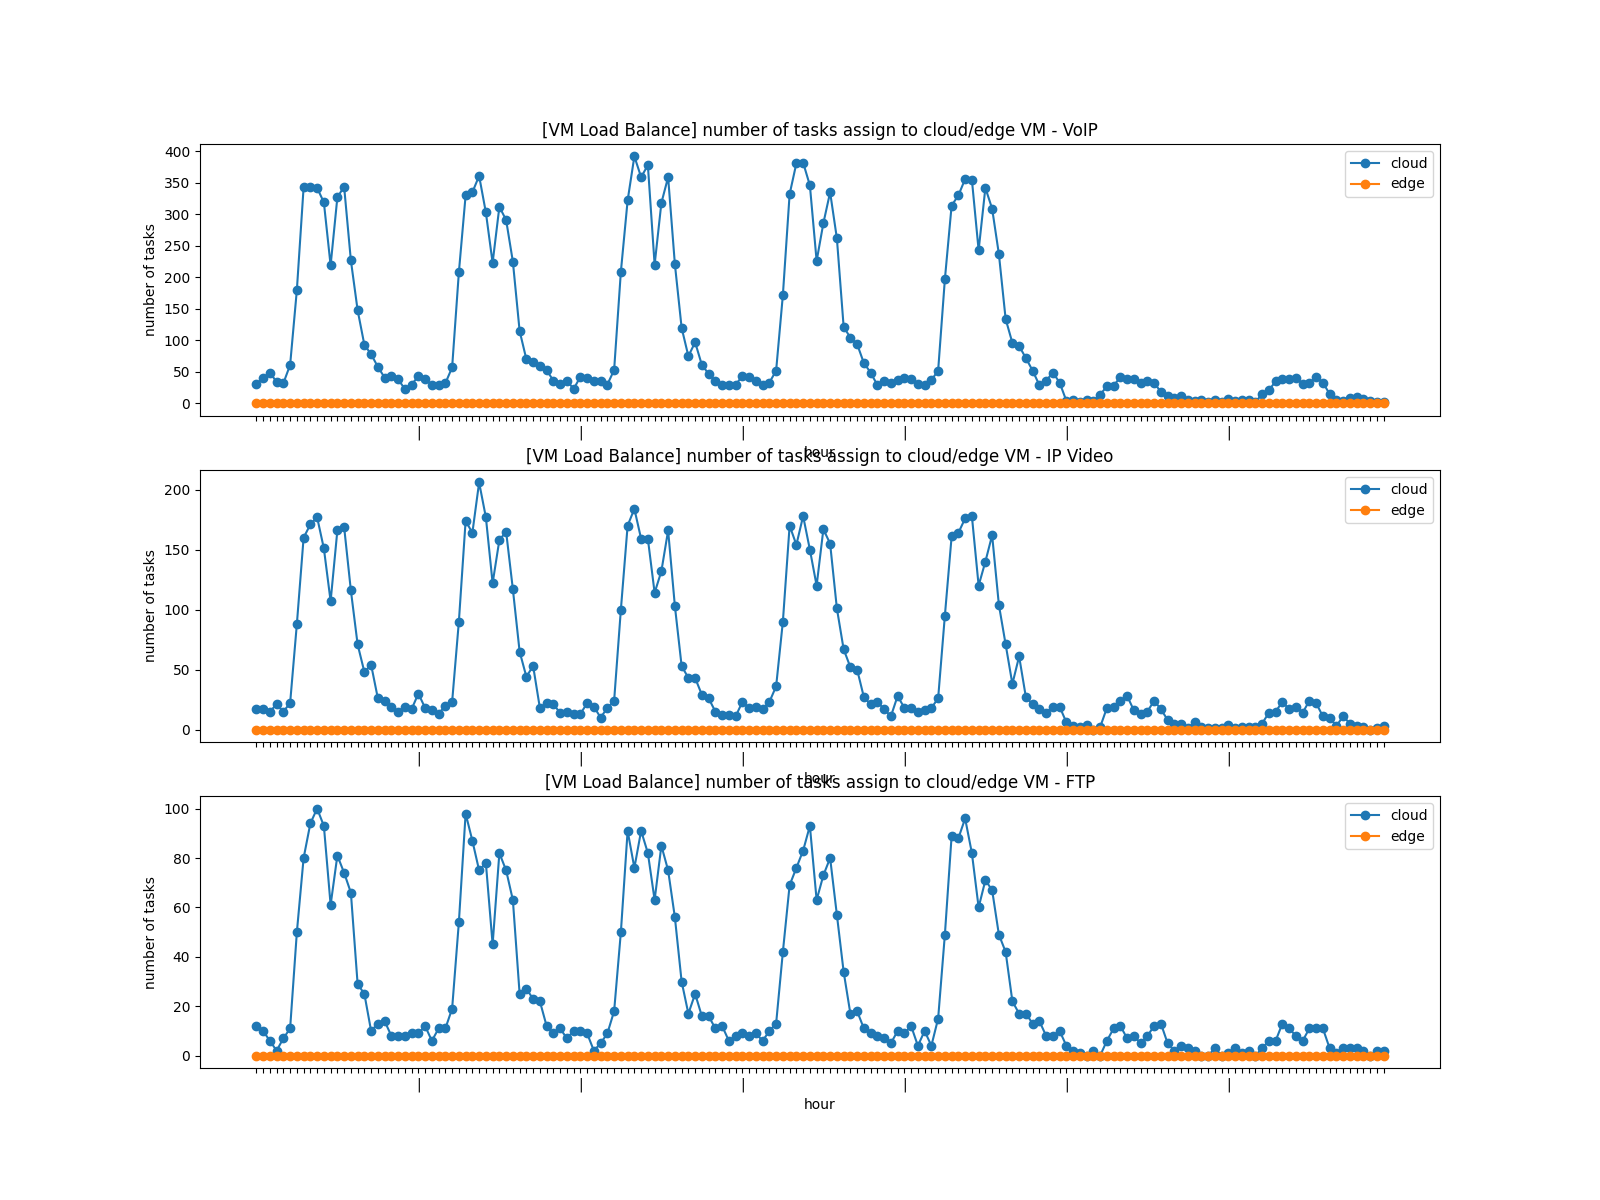 [VM Load Balance] number of tasks assign to cloud/edge VM - VoIP
cloud
edge
number of tasks
400
350
300
250
200
150
100
50
0
hour
[VM Load Balance] number of tasks assign to cloud/edge VM - IP Video
cloud
edge
number of tasks
200
150
100
50
0
hour
[VM Load Balance] number of tasks assign to cloud/edge VM - FTP
cloud
edge
number of tasks
100
80
60
40
20
0
hour